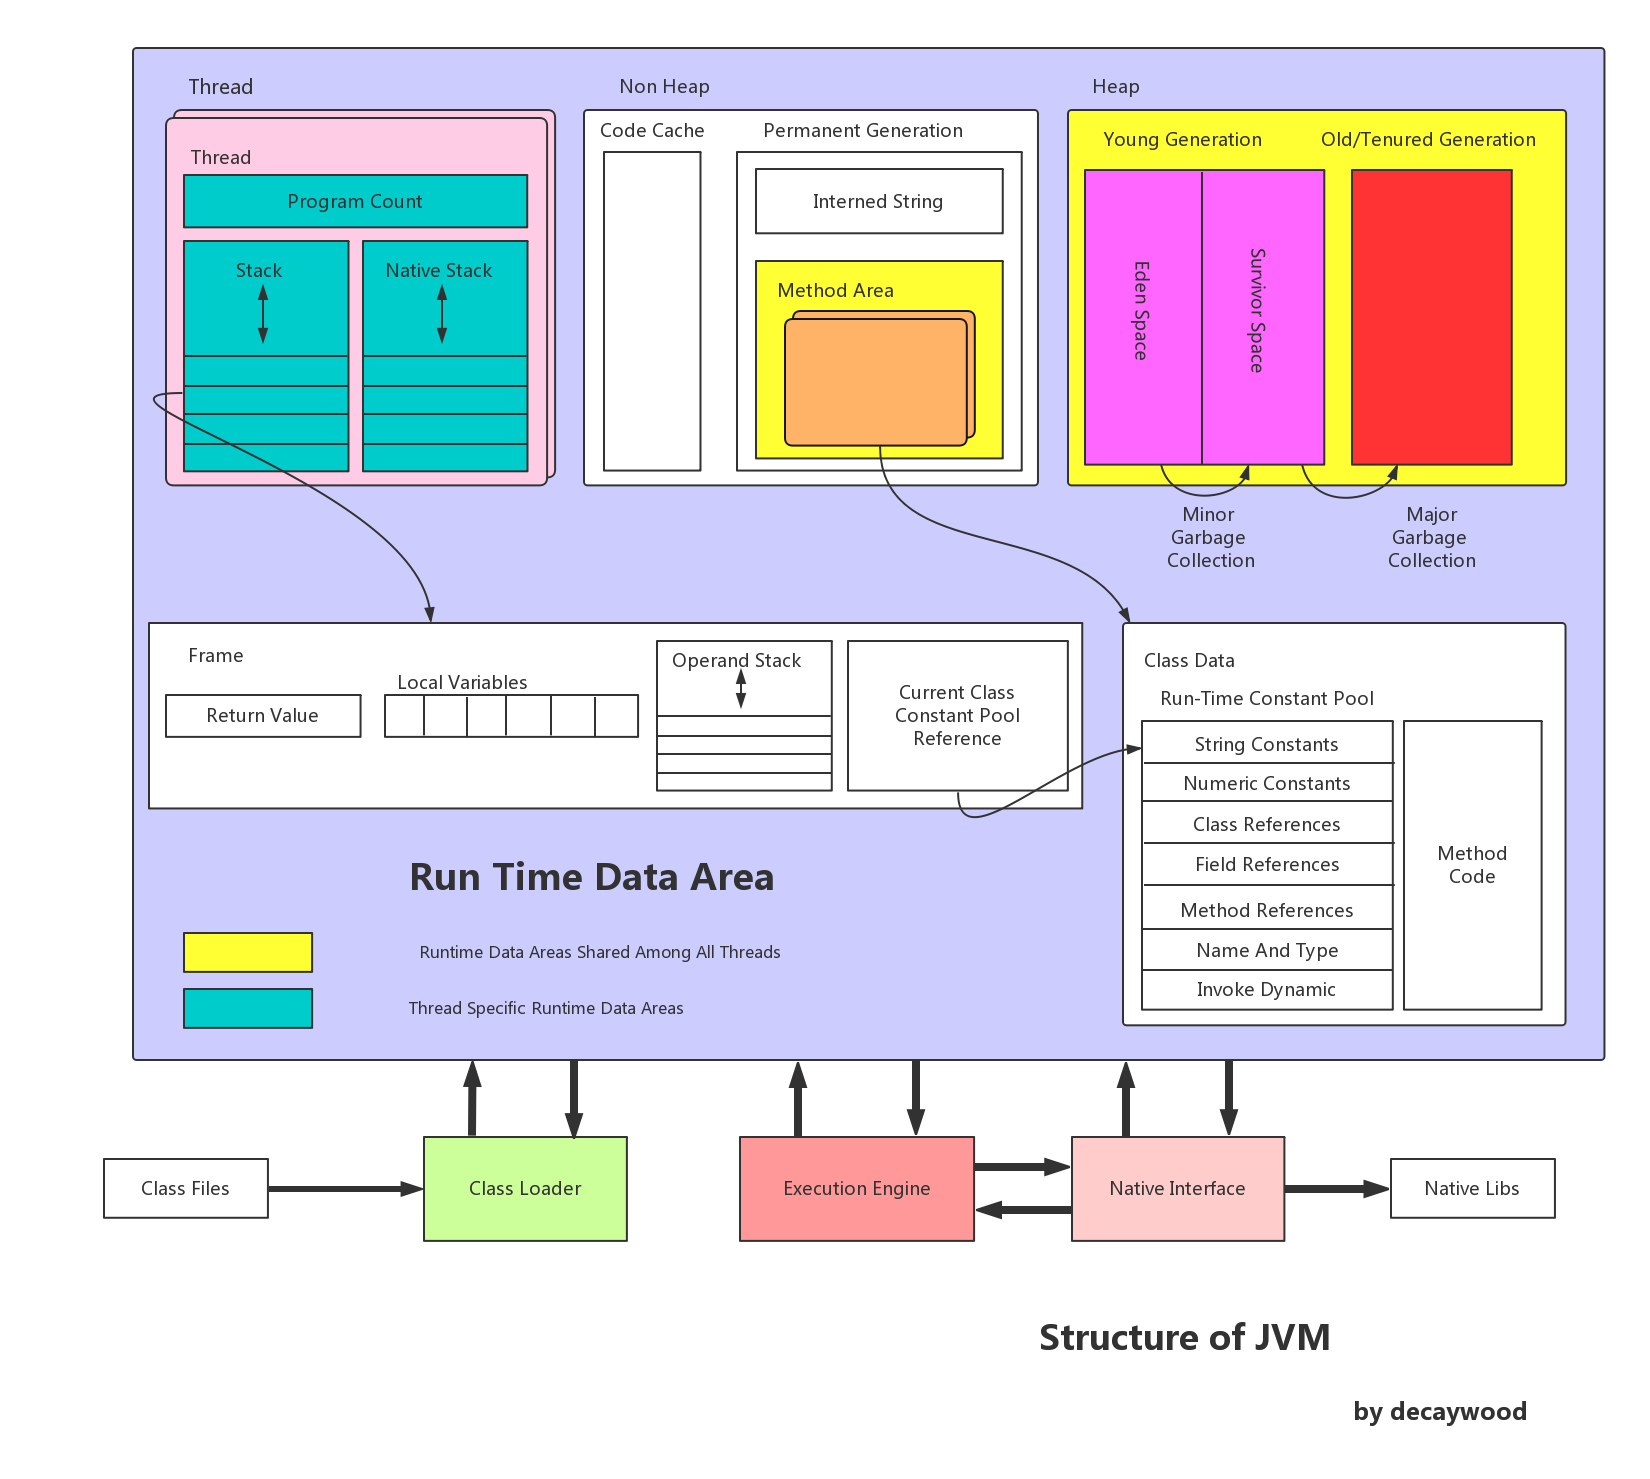 Thread
Non Heap
Heap
Thread
Program Count
Stack
Native Stack
Code Cache
Permanent Generation
Interned String
Method Area
Young Generation
Old/Tenured Generation
Eden Space
Survivor Space
Minor
Garbage
Collection
Major
Garbage
Collection
Frame
Return Value
Local Variables
Operand Stack
Current Class
Constant Pool
Reference
Class Data
Run-Time Constant Pool
String Constants
Numeric Constants
Class References
Field References
Method References
Name And Type
Invoke Dynamic
Method
Code
Run Time Data Area
Runtime Data Areas Shared Among All Threads
Thread Specific Runtime Data Areas
Class Files
Class Loader
Execution Engine
Native Interface
Native Libs
Structure of JVM
by decaywood